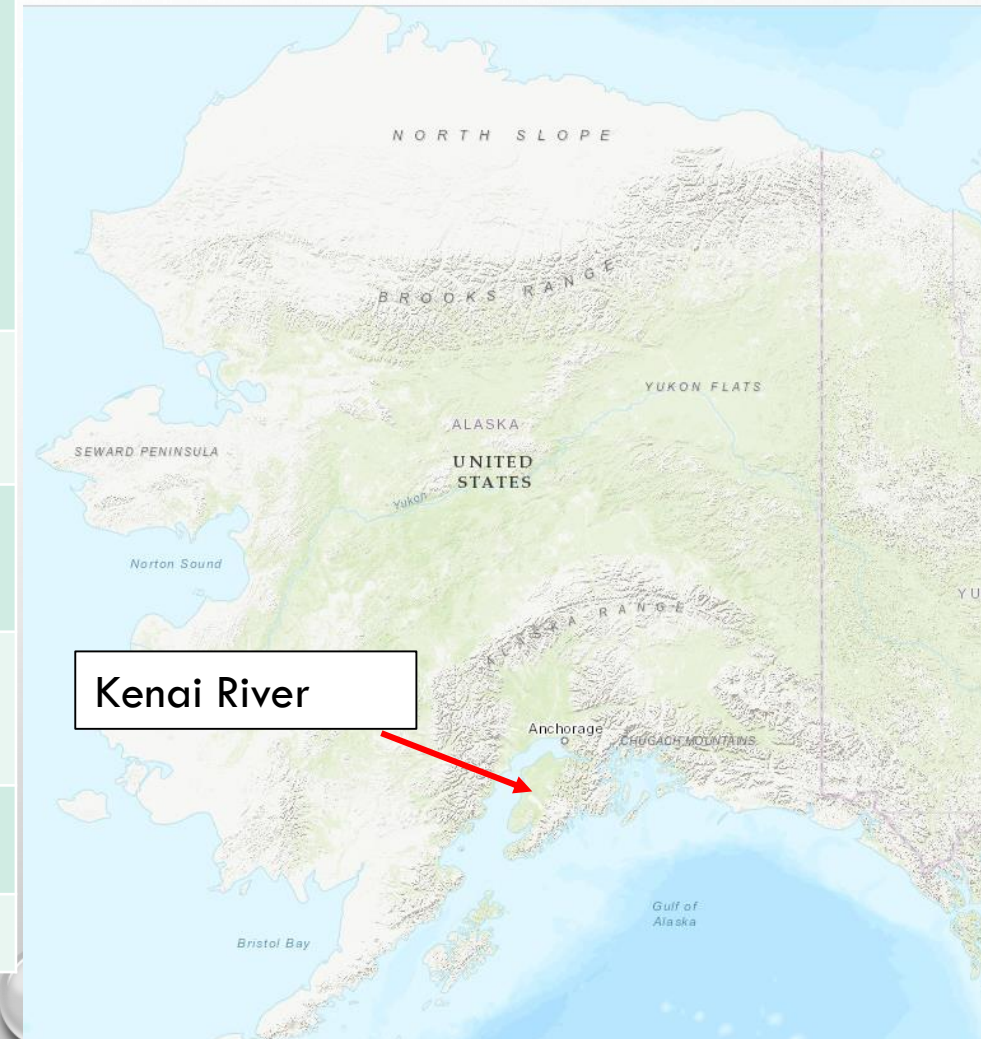 NORTH SLOPE
BROOKS RANGE
YUKON FLATS
ALASKA
SEWARD PENINSULA
UNITED
STATES
Yukon
Norton Sound
YU
ALASKA RANGE
Kenai River
Anchorage
CHUGACH MOUNTAINS
Gulf of
Alaska
Bristol Bay